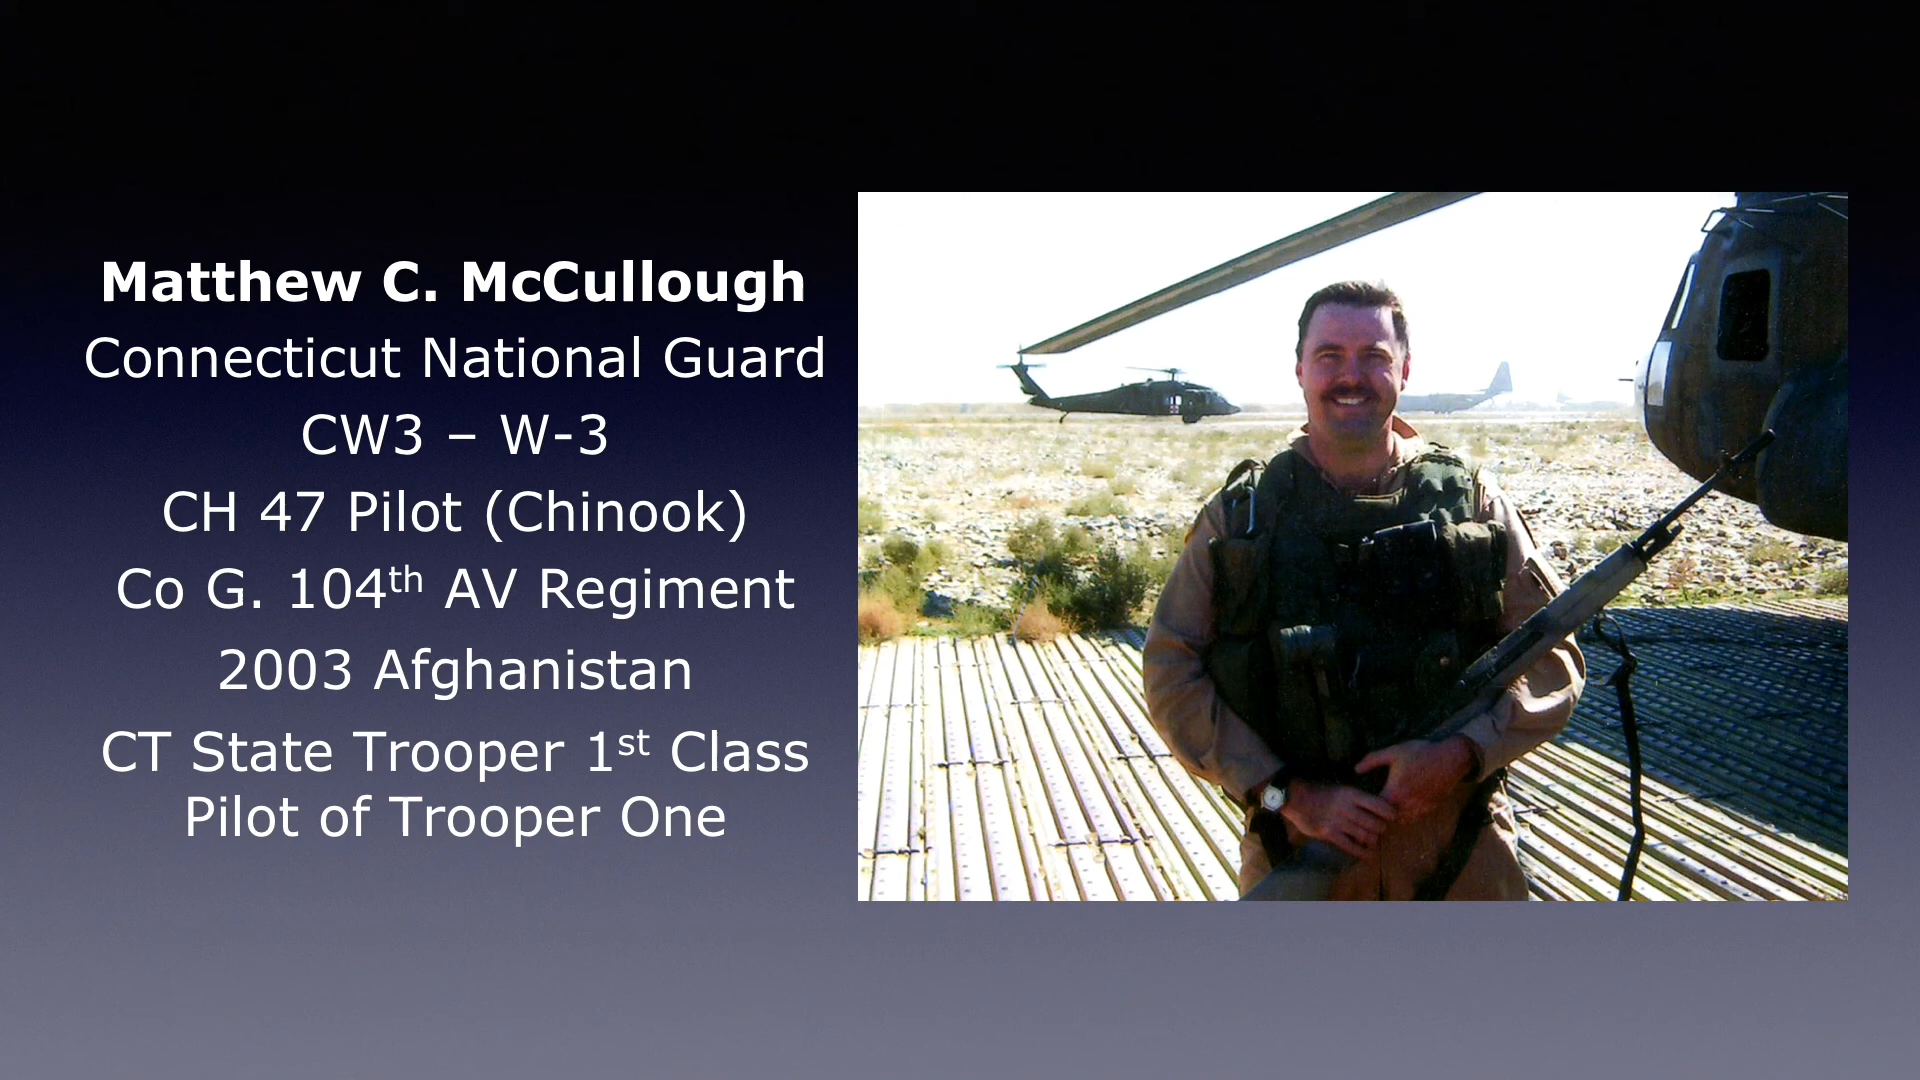 Matthew C. McCullough
Connecticut National Guard
CW3 – W-3
CH 47 Pilot (Chinook)
Co G. 104th AV Regiment
2003 Afghanistan
CT State Trooper 1st Class
Pilot of Trooper One